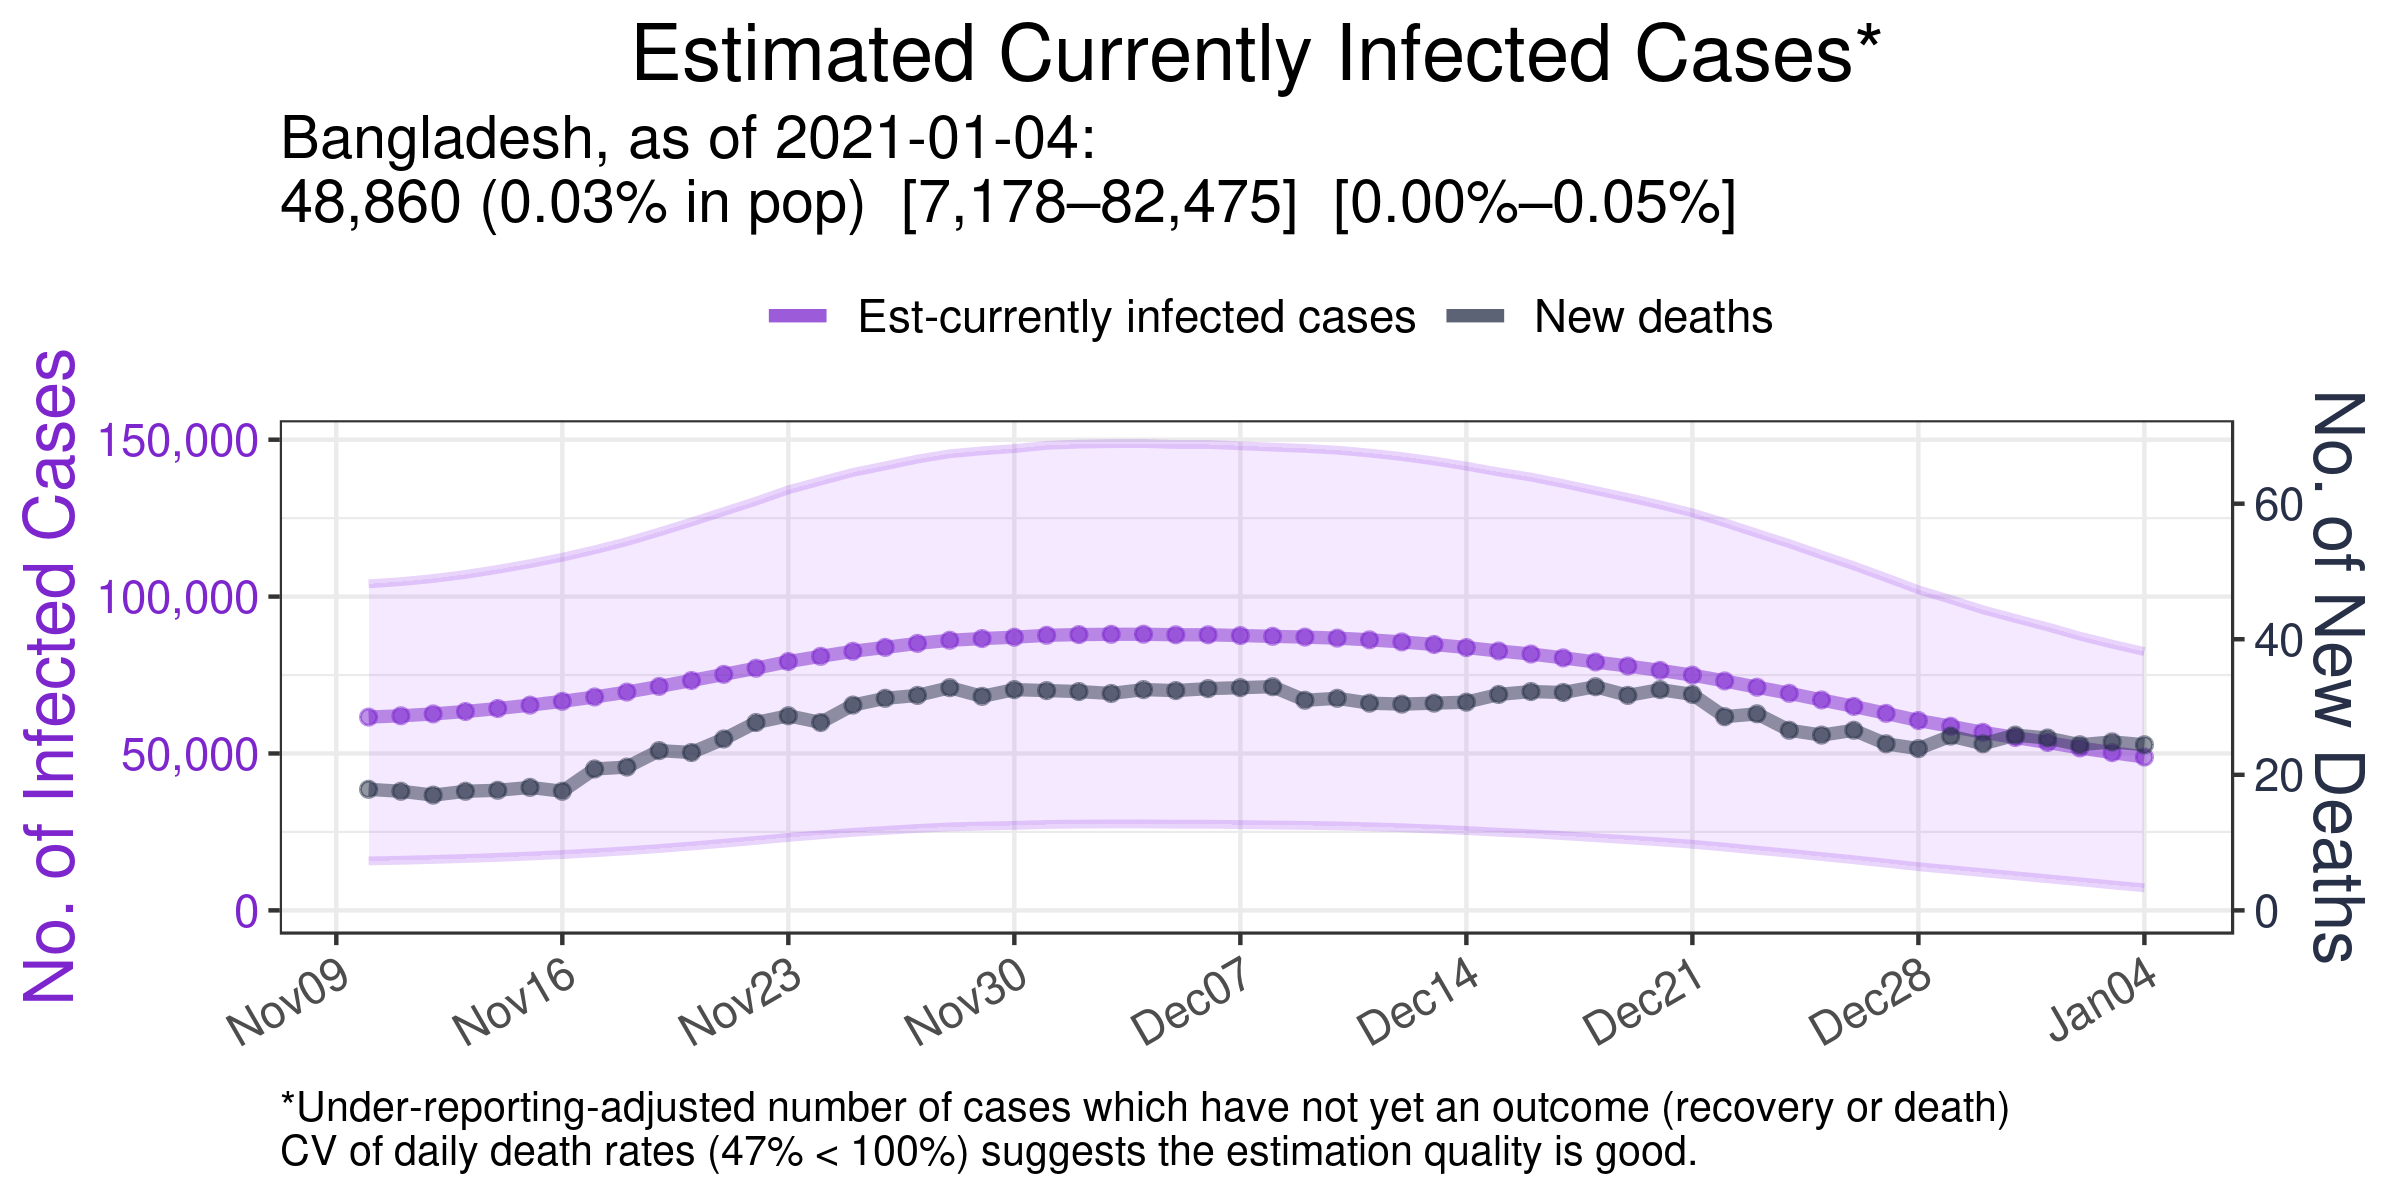 Estimated Currently Infected Cases*
Bangladesh, as of 2021-01-04:
48,860 (0.03% in pop)  [7,178–82,475]  [0.00%–0.05%]
Est-currently infected cases
New deaths
No. of Infected Cases
150,000
100,000
50,000
0
No. of New Deaths
60
40
20
0
Nov09
Nov16
Nov23
Nov30
Dec07
Dec14
Dec21
Dec28
Jan04
*Under-reporting-adjusted number of cases which have not yet an outcome (recovery or death)
CV of daily death rates (47% < 100%) suggests the estimation quality is good.